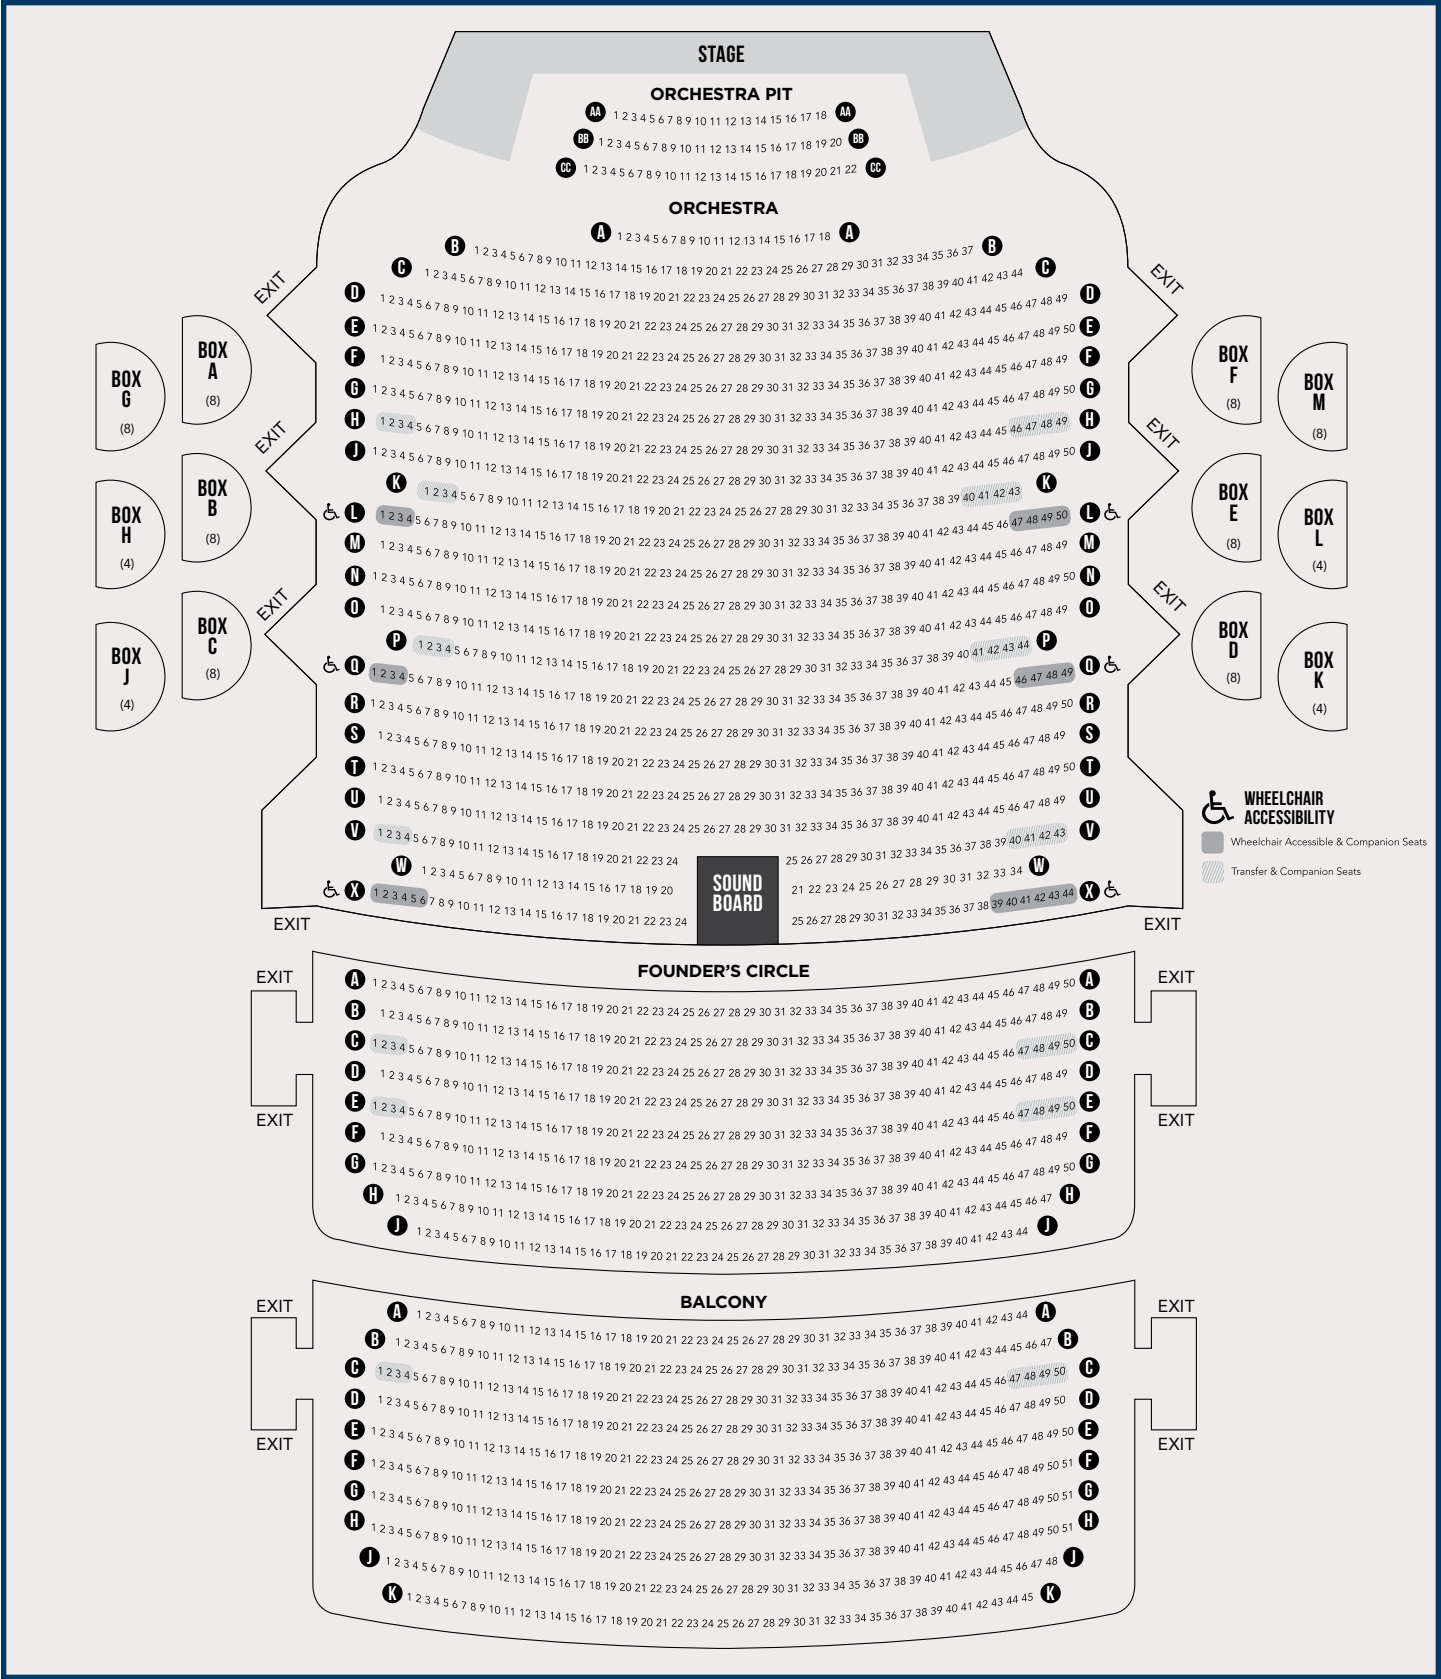 STAGE
ORCHESTRA PIT
AA 1 2 3 4 5 6 7 8 9 10 11 12 13 14 15 16 17 18 AA
BB 1 2 3 4 5 6 7 8 9 10 11 12 13 14 15 16 17 18 19 20 BB
CC 1 2 3 4 5 6 7 8 9 10 11 12 13 14 15 16 17 18 19 20 21 22 CC
ORCHESTRA
A 1 2 3 4 5 6 7 8 9 10 11 12 13 14 15 16 17 18 A
B 1 2 3 4 5 6 7 8 9 10 11 12 13 14 15 16 17 18 19 20 21 22 23 24 25 26 27 28 29 30 31 32 33 34 35 36 37 B
C 1 2 3 4 5 6 7 8 9 10 11 12 13 14 15 16 17 18 19 20 21 22 23 24 25 26 27 28 29 30 31 32 33 34 35 36 37 38 39 40 41 42 43 44 C
D 1 2 3 4 5 6 7 8 9 10 11 12 13 14 15 16 17 18 19 20 21 22 23 24 25 26 27 28 29 30 31 32 33 34 35 36 37 38 39 40 41 42 43 44 45 46 47 48 49 D
E 1 2 3 4 5 6 7 8 9 10 11 12 13 14 15 16 17 18 19 20 21 22 23 24 25 26 27 28 29 30 31 32 33 34 35 36 37 38 39 40 41 42 43 44 45 46 47 48 49 50 E
F 1 2 3 4 5 6 7 8 9 10 11 12 13 14 15 16 17 18 19 20 21 22 23 24 25 26 27 28 29 30 31 32 33 34 35 36 37 38 39 40 41 42 43 44 45 46 47 48 49 F
G 1 2 3 4 5 6 7 8 9 10 11 12 13 14 15 16 17 18 19 20 21 22 23 24 25 26 27 28 29 30 31 32 33 34 35 36 37 38 39 40 41 42 43 44 45 46 47 48 49 50 G
H 1 2 3 4 5 6 7 8 9 10 11 12 13 14 15 16 17 18 19 20 21 22 23 24 25 26 27 28 29 30 31 32 33 34 35 36 37 38 39 40 41 42 43 44 45 46 47 48 49 H
J 1 2 3 4 5 6 7 8 9 10 11 12 13 14 15 16 17 18 19 20 21 22 23 24 25 26 27 28 29 30 31 32 33 34 35 36 37 38 39 40 41 42 43 44 45 46 47 48 49 50 J
K 1 2 3 4 5 6 7 8 9 10 11 12 13 14 15 16 17 18 19 20 21 22 23 24 25 26 27 28 29 30 31 32 33 34 35 36 37 38 39 40 41 42 43 K
L 1 2 3 4 5 6 7 8 9 10 11 12 13 14 15 16 17 18 19 20 21 22 23 24 25 26 27 28 29 30 31 32 33 34 35 36 37 38 39 40 41 42 43 44 45 46 47 48 49 50 L
M 1 2 3 4 5 6 7 8 9 10 11 12 13 14 15 16 17 18 19 20 21 22 23 24 25 26 27 28 29 30 31 32 33 34 35 36 37 38 39 40 41 42 43 44 45 46 47 48 49 M
N 1 2 3 4 5 6 7 8 9 10 11 12 13 14 15 16 17 18 19 20 21 22 23 24 25 26 27 28 29 30 31 32 33 34 35 36 37 38 39 40 41 42 43 44 45 46 47 48 49 50 N
O 1 2 3 4 5 6 7 8 9 10 11 12 13 14 15 16 17 18 19 20 21 22 23 24 25 26 27 28 29 30 31 32 33 34 35 36 37 38 39 40 41 42 43 44 45 46 47 48 49 O
P 1 2 3 4 5 6 7 8 9 10 11 12 13 14 15 16 17 18 19 20 21 22 23 24 25 26 27 28 29 30 31 32 33 34 35 36 37 38 39 40 41 42 43 44 P
Q 1 2 3 4 5 6 7 8 9 10 11 12 13 14 15 16 17 18 19 20 21 22 23 24 25 26 27 28 29 30 31 32 33 34 35 36 37 38 39 40 41 42 43 44 45 46 47 48 49 Q
R 1 2 3 4 5 6 7 8 9 10 11 12 13 14 15 16 17 18 19 20 21 22 23 24 25 26 27 28 29 30 31 32 33 34 35 36 37 38 39 40 41 42 43 44 45 46 47 48 49 50 R
S 1 2 3 4 5 6 7 8 9 10 11 12 13 14 15 16 17 18 19 20 21 22 23 24 25 26 27 28 29 30 31 32 33 34 35 36 37 38 39 40 41 42 43 44 45 46 47 48 49 S
T 1 2 3 4 5 6 7 8 9 10 11 12 13 14 15 16 17 18 19 20 21 22 23 24 25 26 27 28 29 30 31 32 33 34 35 36 37 38 39 40 41 42 43 44 45 46 47 48 49 50 T
U 1 2 3 4 5 6 7 8 9 10 11 12 13 14 15 16 17 18 19 20 21 22 23 24 25 26 27 28 29 30 31 32 33 34 35 36 37 38 39 40 41 42 43 44 45 46 47 48 49 U
V 1 2 3 4 5 6 7 8 9 10 11 12 13 14 15 16 17 18 19 20 21 22 23 24 25 26 27 28 29 30 31 32 33 34 35 36 37 38 39 40 41 42 43 V
W 1 2 3 4 5 6 7 8 9 10 11 12 13 14 15 16 17 18 19 20 21 22 23 24 25 26 27 28 29 30 31 32 33 34 W
X 1 2 3 4 5 6 7 8 9 10 11 12 13 14 15 16 17 18 19 20 21 22 23 24 25 26 27 28 29 30 31 32 33 34 35 36 37 38 39 40 41 42 43 44 X
SOUND
BOARD
EXIT
EXIT
EXIT
EXIT
EXIT
EXIT
EXIT
EXIT
BOX
A
(8)
BOX
G
(8)
BOX
B
(8)
BOX
H
(4)
BOX
C
(8)
BOX
J
(4)
BOX
F
(8)
BOX
M
(8)
BOX
E
(8)
BOX
L
(4)
BOX
D
(8)
BOX
K
(4)
WHEELCHAIR
ACCESSIBILITY
Wheelchair Accessible & Companion Seats
Transfer & Companion Seats
FOUNDER'S CIRCLE
EXIT
EXIT
A 1 2 3 4 5 6 7 8 9 10 11 12 13 14 15 16 17 18 19 20 21 22 23 24 25 26 27 28 29 30 31 32 33 34 35 36 37 38 39 40 41 42 43 44 45 46 47 48 49 50 A
B 1 2 3 4 5 6 7 8 9 10 11 12 13 14 15 16 17 18 19 20 21 22 23 24 25 26 27 28 29 30 31 32 33 34 35 36 37 38 39 40 41 42 43 44 45 46 47 48 49 B
C 1 2 3 4 5 6 7 8 9 10 11 12 13 14 15 16 17 18 19 20 21 22 23 24 25 26 27 28 29 30 31 32 33 34 35 36 37 38 39 40 41 42 43 44 45 46 47 48 49 50 C
D 1 2 3 4 5 6 7 8 9 10 11 12 13 14 15 16 17 18 19 20 21 22 23 24 25 26 27 28 29 30 31 32 33 34 35 36 37 38 39 40 41 42 43 44 45 46 47 48 49 D
E 1 2 3 4 5 6 7 8 9 10 11 12 13 14 15 16 17 18 19 20 21 22 23 24 25 26 27 28 29 30 31 32 33 34 35 36 37 38 39 40 41 42 43 44 45 46 47 48 49 50 E
F 1 2 3 4 5 6 7 8 9 10 11 12 13 14 15 16 17 18 19 20 21 22 23 24 25 26 27 28 29 30 31 32 33 34 35 36 37 38 39 40 41 42 43 44 45 46 47 48 49 F
G 1 2 3 4 5 6 7 8 9 10 11 12 13 14 15 16 17 18 19 20 21 22 23 24 25 26 27 28 29 30 31 32 33 34 35 36 37 38 39 40 41 42 43 44 45 46 47 48 49 50 G
H 1 2 3 4 5 6 7 8 9 10 11 12 13 14 15 16 17 18 19 20 21 22 23 24 25 26 27 28 29 30 31 32 33 34 35 36 37 38 39 40 41 42 43 44 45 46 47 H
J 1 2 3 4 5 6 7 8 9 10 11 12 13 14 15 16 17 18 19 20 21 22 23 24 25 26 27 28 29 30 31 32 33 34 35 36 37 38 39 40 41 42 43 44 J
EXIT
EXIT
BALCONY
EXIT
EXIT
A 1 2 3 4 5 6 7 8 9 10 11 12 13 14 15 16 17 18 19 20 21 22 23 24 25 26 27 28 29 30 31 32 33 34 35 36 37 38 39 40 41 42 43 44 A
B 1 2 3 4 5 6 7 8 9 10 11 12 13 14 15 16 17 18 19 20 21 22 23 24 25 26 27 28 29 30 31 32 33 34 35 36 37 38 39 40 41 42 43 44 45 46 47 B
C 1 2 3 4 5 6 7 8 9 10 11 12 13 14 15 16 17 18 19 20 21 22 23 24 25 26 27 28 29 30 31 32 33 34 35 36 37 38 39 40 41 42 43 44 45 46 47 48 49 50 C
D 1 2 3 4 5 6 7 8 9 10 11 12 13 14 15 16 17 18 19 20 21 22 23 24 25 26 27 28 29 30 31 32 33 34 35 36 37 38 39 40 41 42 43 44 45 46 47 48 49 50 D
E 1 2 3 4 5 6 7 8 9 10 11 12 13 14 15 16 17 18 19 20 21 22 23 24 25 26 27 28 29 30 31 32 33 34 35 36 37 38 39 40 41 42 43 44 45 46 47 48 49 50 E
F 1 2 3 4 5 6 7 8 9 10 11 12 13 14 15 16 17 18 19 20 21 22 23 24 25 26 27 28 29 30 31 32 33 34 35 36 37 38 39 40 41 42 43 44 45 46 47 48 49 50 51 F
G 1 2 3 4 5 6 7 8 9 10 11 12 13 14 15 16 17 18 19 20 21 22 23 24 25 26 27 28 29 30 31 32 33 34 35 36 37 38 39 40 41 42 43 44 45 46 47 48 49 50 51 G
H 1 2 3 4 5 6 7 8 9 10 11 12 13 14 15 16 17 18 19 20 21 22 23 24 25 26 27 28 29 30 31 32 33 34 35 36 37 38 39 40 41 42 43 44 45 46 47 48 49 50 51 H
J 1 2 3 4 5 6 7 8 9 10 11 12 13 14 15 16 17 18 19 20 21 22 23 24 25 26 27 28 29 30 31 32 33 34 35 36 37 38 39 40 41 42 43 44 45 46 47 48 J
K 1 2 3 4 5 6 7 8 9 10 11 12 13 14 15 16 17 18 19 20 21 22 23 24 25 26 27 28 29 30 31 32 33 34 35 36 37 38 39 40 41 42 43 44 45 K
EXIT
EXIT